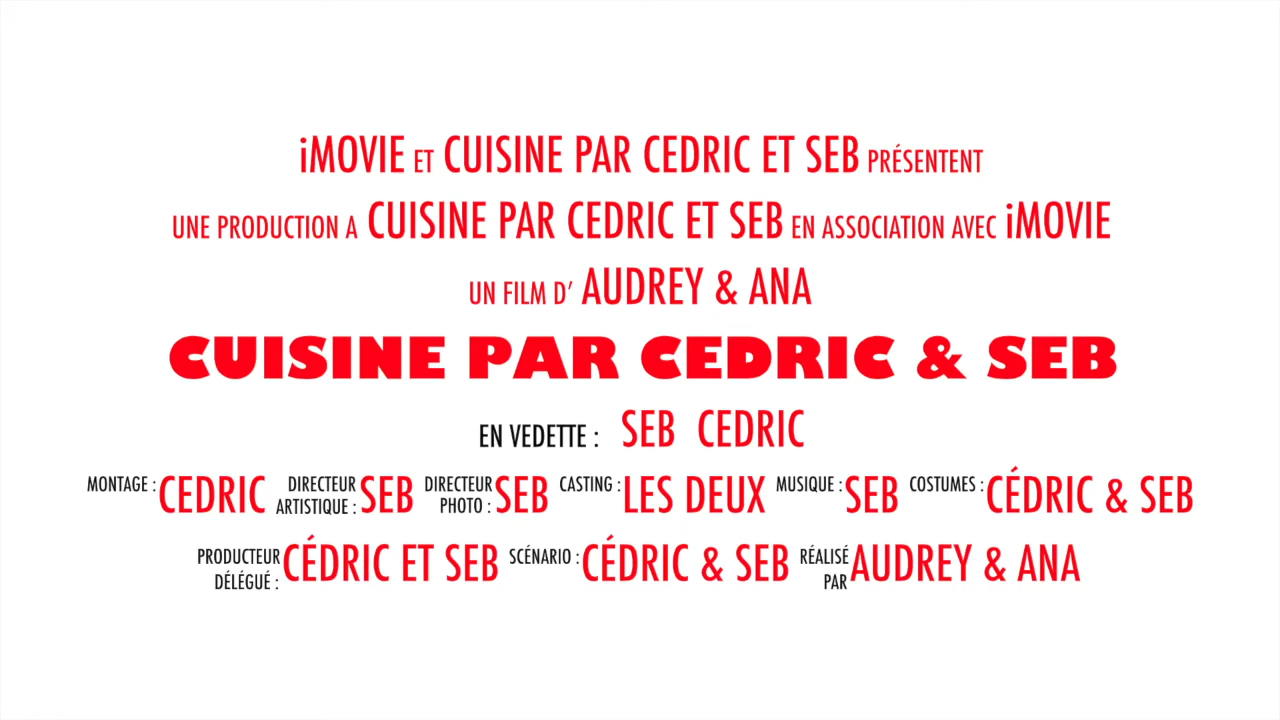 iMOVIE ET CUISINE PAR CEDRIC ET SEB PRÉSENTENT
UNE PRODUCTION A CUISINE PAR CEDRIC ET SEB EN ASSOCIATION AVEC iMOVIE
UN FILM D' AUDREY & ANA
CUISINE PAR CEDRIC & SEB
EN VEDETTE : SEB CEDRIC
MONTAGE : CEDRIC DIRECTEUR ARTISTIQUE : SEB DIRECTEUR PHOTO : SEB CASTING : LES DEUX MUSIQUE : SEB COSTUMES : CÉDRIC & SEB
PRODUCTEUR DÉLÉGUÉ : CÉDRIC ET SEB SCÉNARIO : CÉDRIC & SEB RÉALISÉ PAR AUDREY & ANA